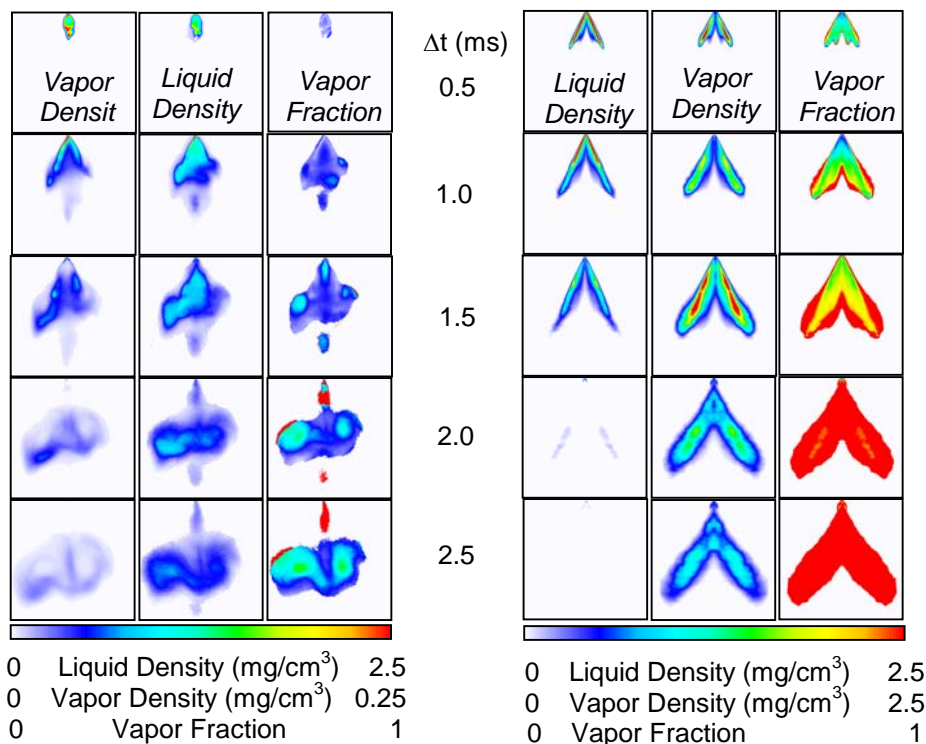 Δt (ms)
Vapor Densit
Liquid Density
Vapor Fraction
0.5
Liquid Density
Vapor Density
Vapor Fraction
1.0
1.5
2.0
2.5
0 Liquid Density (mg/cm³) 2.5
0 Vapor Density (mg/cm³) 0.25
0 Vapor Fraction 1
0 Liquid Density (mg/cm³) 2.5
0 Vapor Density (mg/cm³) 2.5
0 Vapor Fraction 1